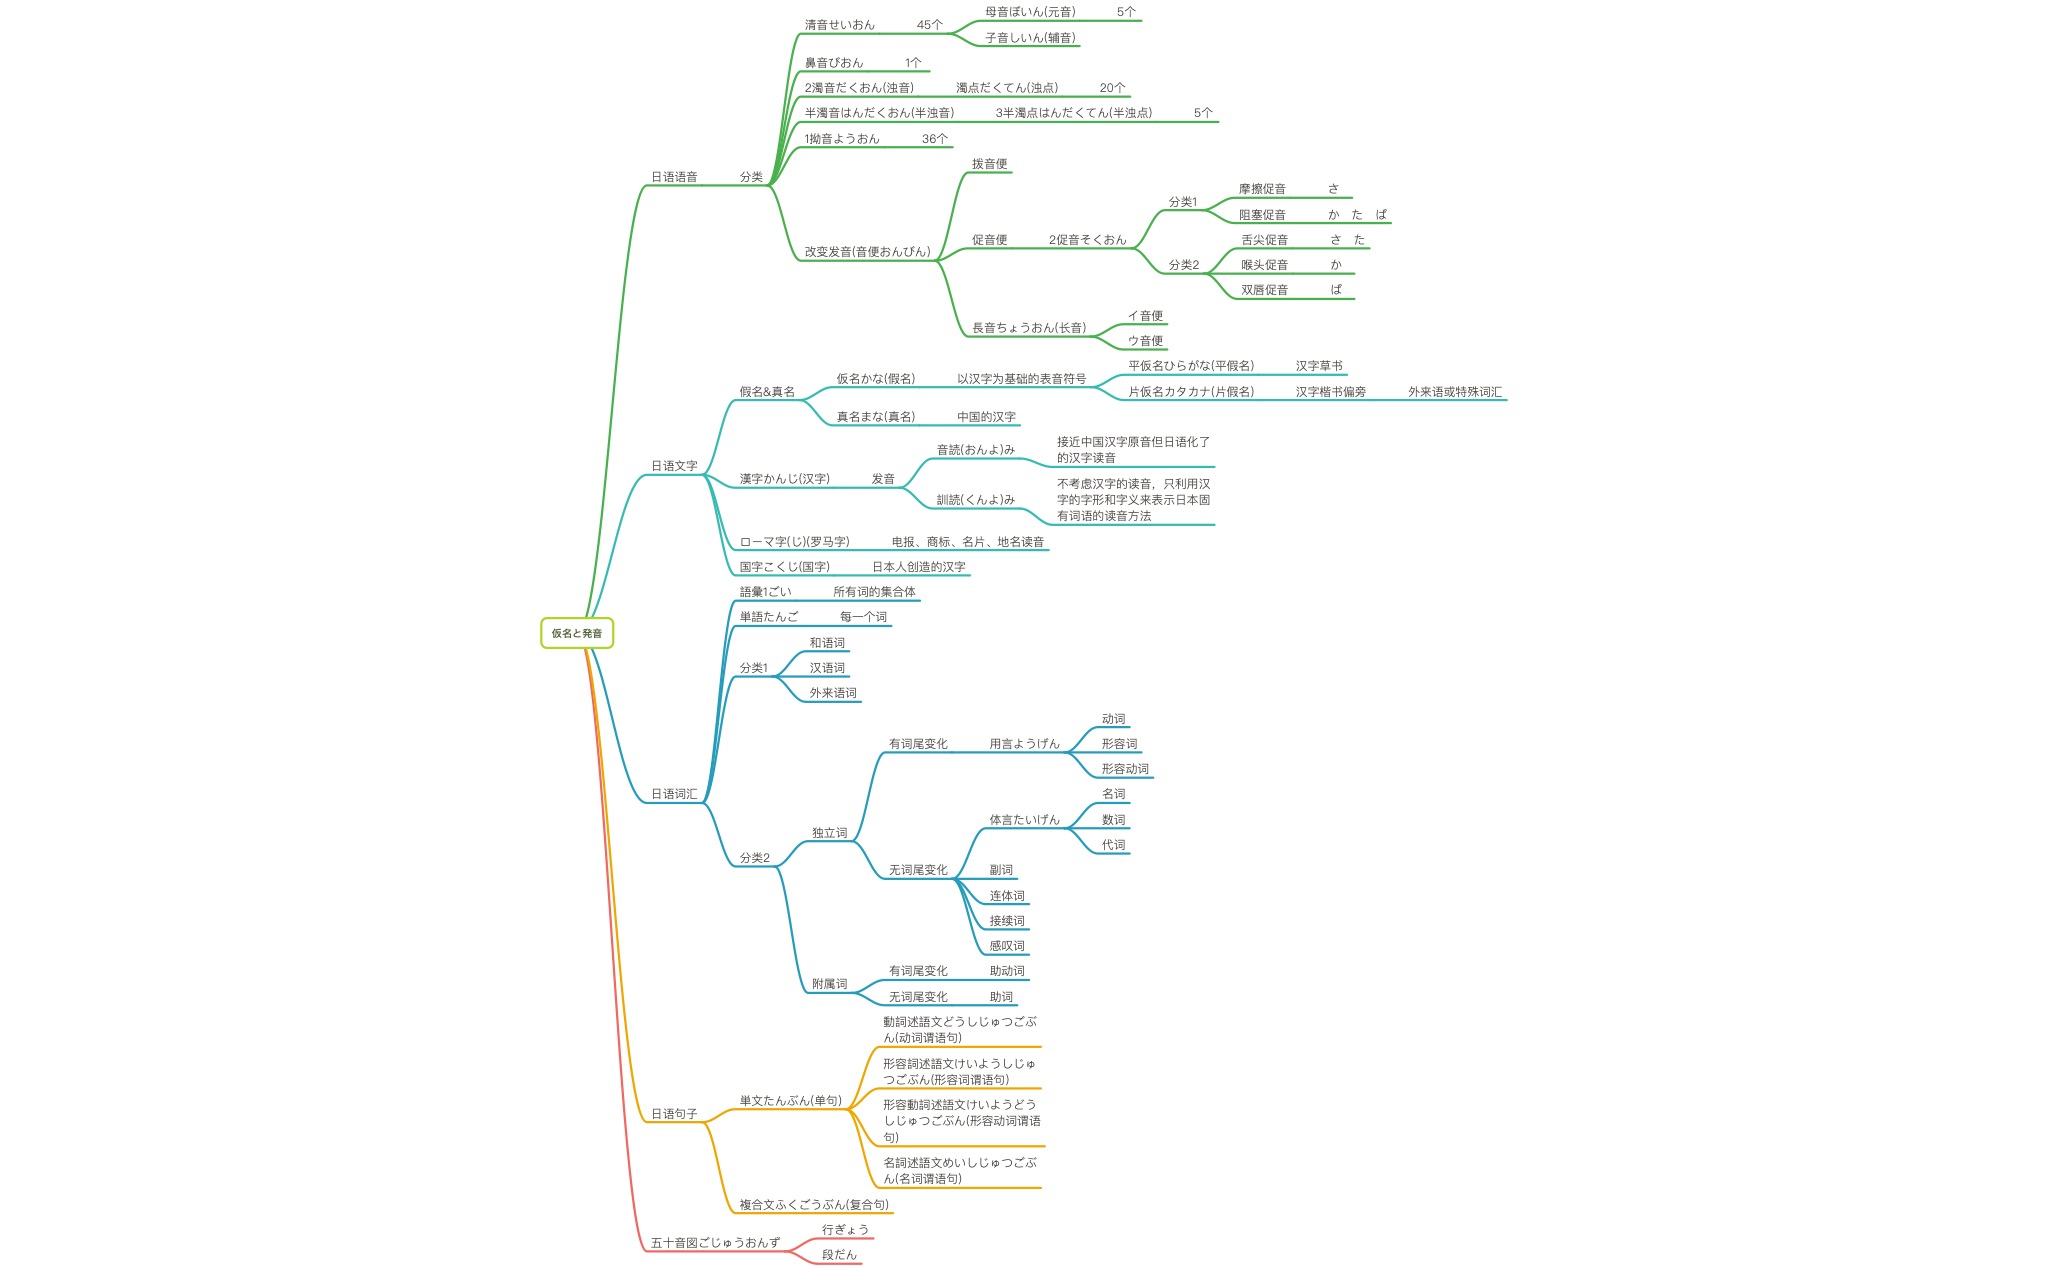 母音ぼいん(元音) 5个
清音せいおん 45个
子音しいん(辅音)
鼻音びおん 1个
2濁音だくおん(浊音) 濁点だくてん(浊点) 20个
半濁音はんだくおん(半浊音) 3半濁点はんだくてん(半浊点) 5个
1拗音ようおん 36个
拨音便
日语语音 分类
摩擦促音 さ
分类1
阻塞促音 か た ぱ
促音便 2促音そくおん
舌尖促音 さ た
改变发音(音便おんびん)
分类2
喉头促音 か
双唇促音 ぱ
イ音便
長音ちょうおん(长音)
ウ音便
平仮名ひらがな(平假名) 汉字草书
仮名かな(假名) 以汉字为基础的表音符号
片仮名カタカナ(片假名) 汉字楷书偏旁 外来语或特殊词汇
假名&真名
真名まな(真名) 中国的汉字
接近中国汉字原音但日语化了
音読(おんよ)み
的汉字读音
日语文字
漢字かんじ(汉字) 发音
不考虑汉字的读音，只利用汉
訓読(くんよ)み
字的字形和字义来表示日本固
有词语的读音方法
ローマ字(じ)(罗马字) 电报、商标、名片、地名读音
国字こくじ(国字) 日本人创造的汉字
語彙1ごい 所有词的集合体
単語たんご 每一个词
仮名と発音
和语词
分类1
汉语词
外来语词
动词
有词尾变化 用言ようげん
形容词
形容动词
日语词汇
名词
体言たいげん
数词
独立词
代词
分类2
无词尾变化
副词
连体词
接续词
感叹词
有词尾变化 助动词
附属词
无词尾变化 助词
動詞述語文どうしじゅつごぶ
ん(动词谓语句)
形容詞述語文けいようしじゅ
つごぶん(形容词谓语句)
単文たんぶん(单句)
形容動詞述語文けいようどう
しじゅつごぶん(形容动词谓语
句)
日语句子
名詞述語文めいしじゅつごぶ
ん(名词谓语句)
複合文ふくごうぶん(复合句)
行ぎょう
五十音図ごじゅうおんず
段だん